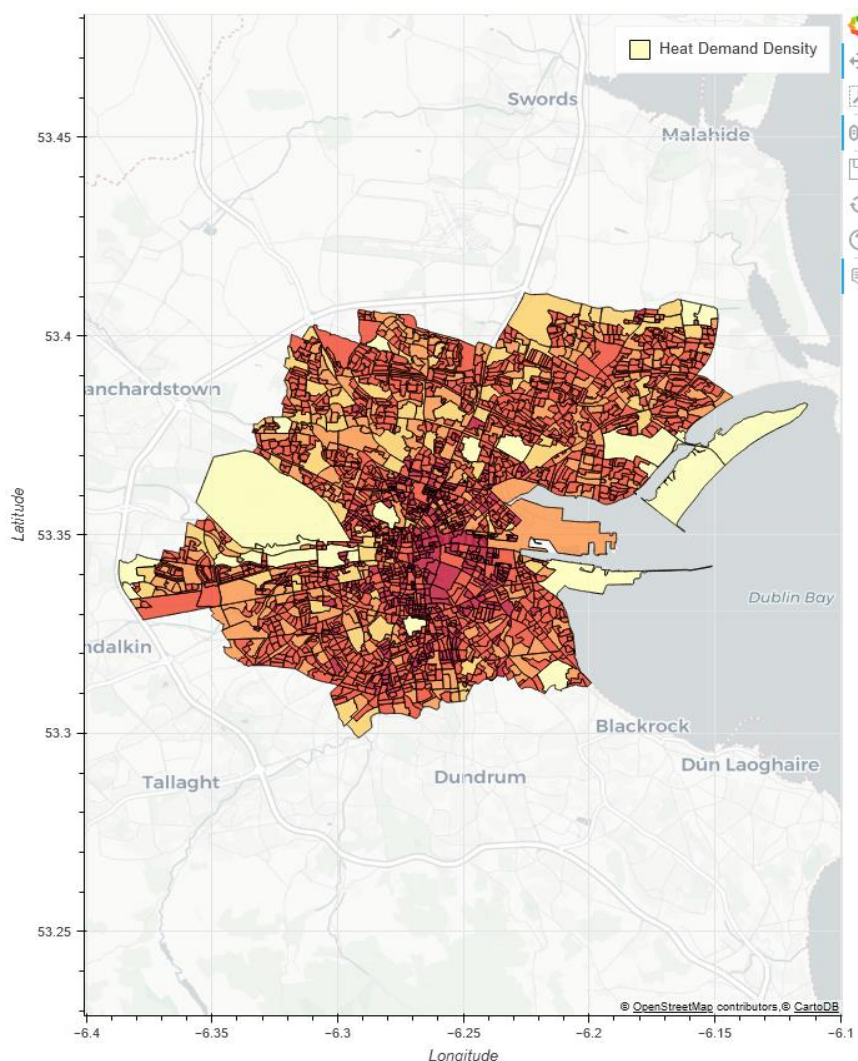 Heat Demand Density
Swords
Malahide
53.45
53.4
anchardstown
Latitude
53.35
Dublin Bay
ndalkin
53.3
Blackrock
Dún Laoghaire
Tallaght
Dundrum
53.25
© OpenStreetMap contributors,© CartoDB
−6.4
−6.35
−6.3
−6.25
−6.2
−6.15
−6.1
Longitude